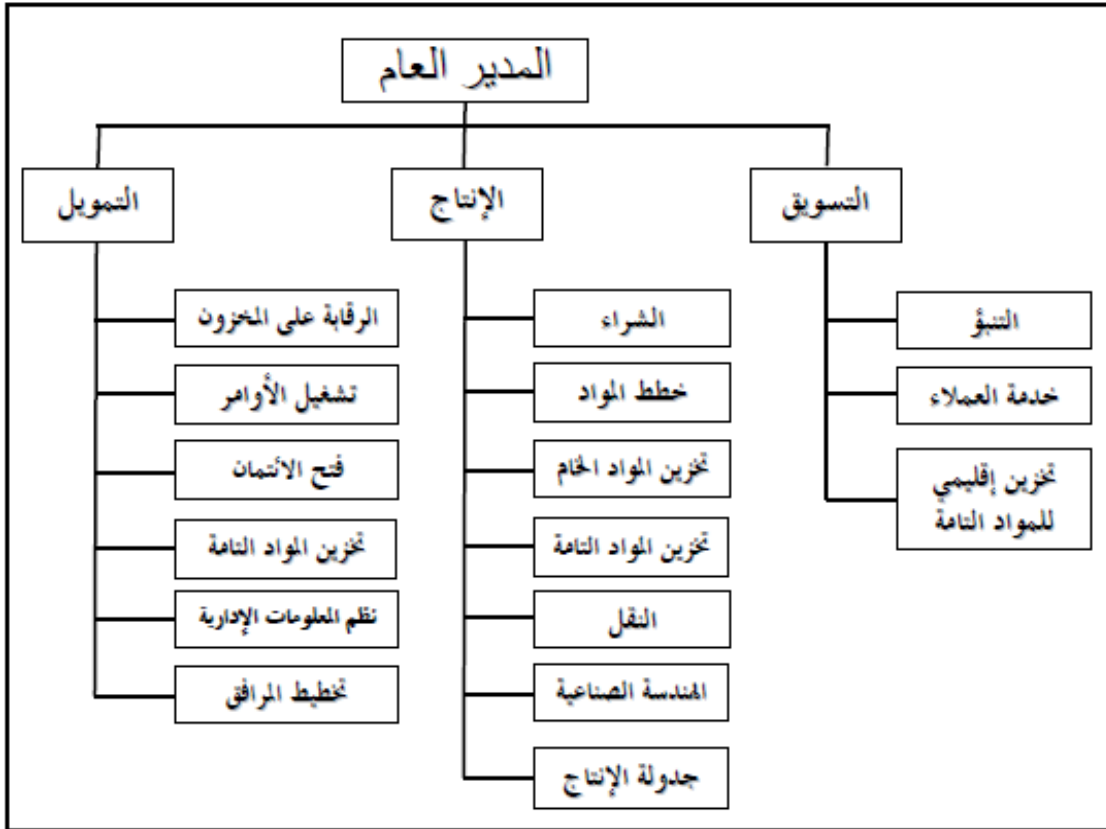 المدير العام
التسويق
الإنتاج
التمويل
التنبؤ
خدمة العملاء
تخزين إقليمي
للمواد التامة
الشراء
خطط المواد
تخزين المواد الخام
تخزين المواد التامة
النقل
الهندسة الصناعية
جدولة الإنتاج
الرقابة على المخزون
تشغيل الأوامر
فتح الائتمان
تخزين المواد التامة
نظم المعلومات الإدارية
تخطيط المرافق